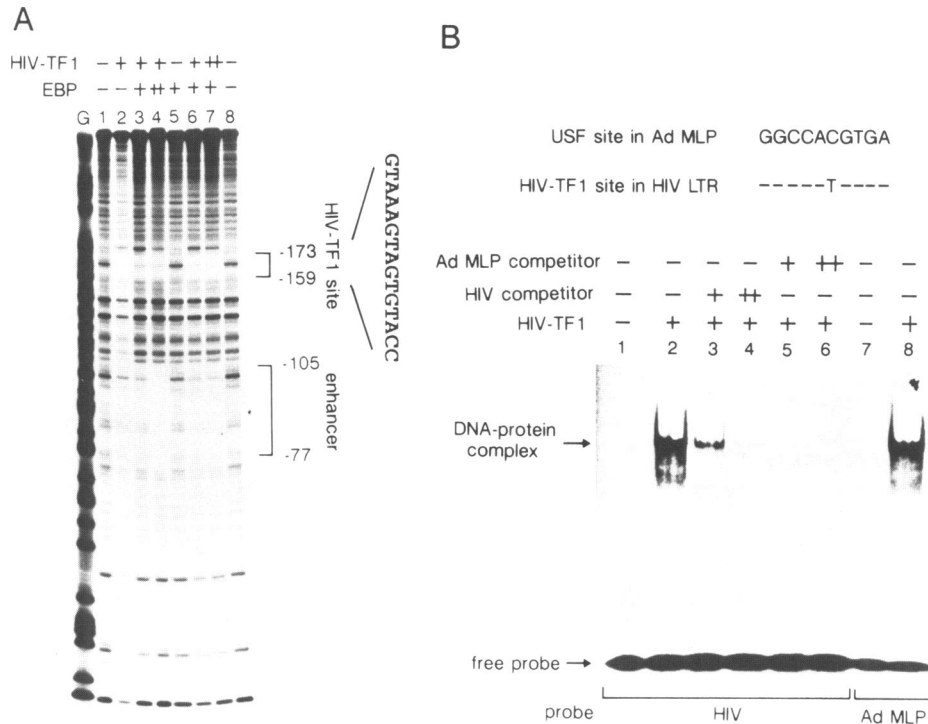 A
HIV-TF1 – + + + – + ++ –
EBP – – + ++ + + + –
G 1 2 3 4 5 6 7 8
-173
-159
HIV-TF1 site
GTAAAGTAGTGTACC
-105
enhancer
-77
B
USF site in Ad MLP GGCCACGTGA
HIV-TF1 site in HIV LTR -----T----
Ad MLP competitor – – – – + ++ – –
HIV competitor – – + ++ – – – –
HIV-TF1 – + + + + + – +
1 2 3 4 5 6 7 8
DNA-protein
complex
free probe
probe HIV Ad MLP